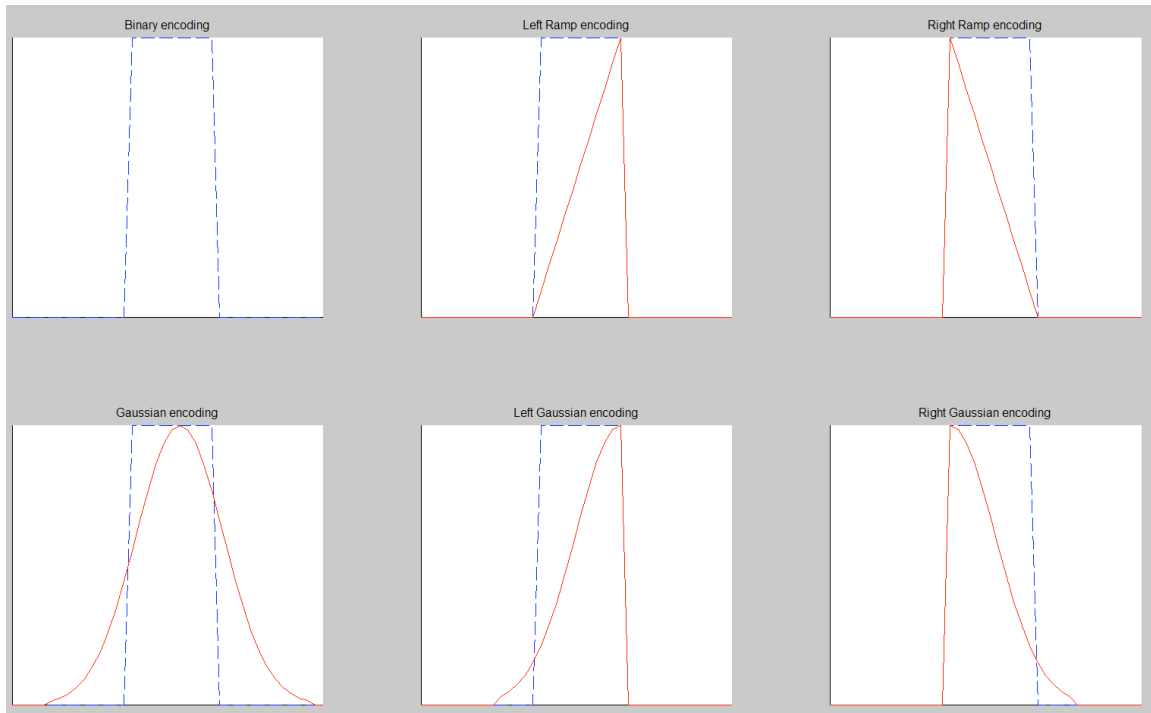 Binary encoding
Left Ramp encoding
Right Ramp encoding
Gaussian encoding
Left Gaussian encoding
Right Gaussian encoding